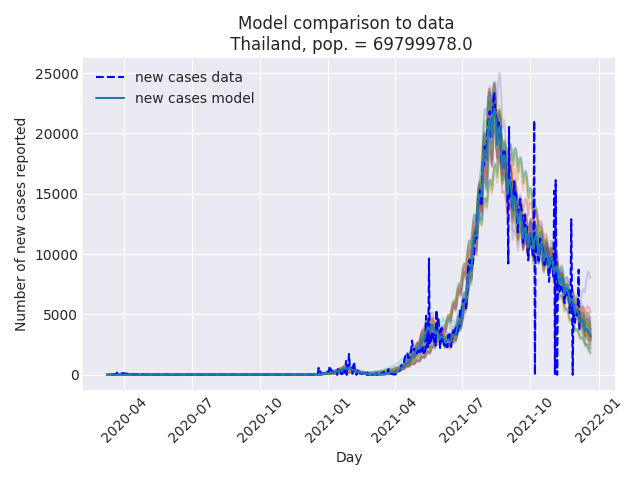 Model comparison to data
Thailand, pop. = 69799978.0
new cases data
new cases model
Number of new cases reported
25000
20000
15000
10000
5000
0
2020-04
2020-07
2020-10
2021-01
2021-04
2021-07
2021-10
2022-01
Day